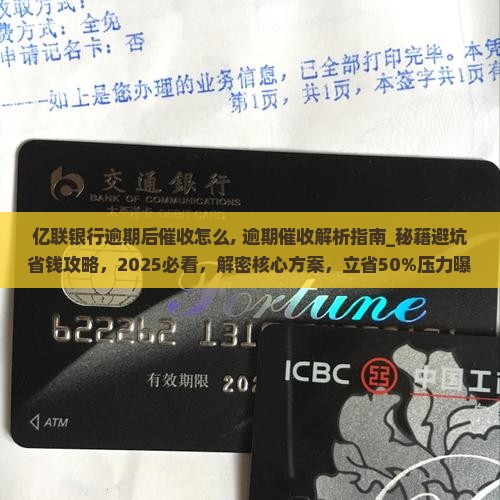 收取方式:
费方式: 全免
申请记名卡: 否
-----如上是您办理的业务信息, 已全部打印完毕。本凭
第1页, 共1页, 本签字共1页有
交通銀行
BANK OF COMMUNICATIONS
太平洋卡 DEBIT CARD
亿联银行逾期后催收怎么, 逾期催收解析指南_秘籍避坑
省钱攻略，2025必看，解密核心方案，立省50%压力曝
Fortune
622262 131
有效期限 202
ATM
ICBC 中国工